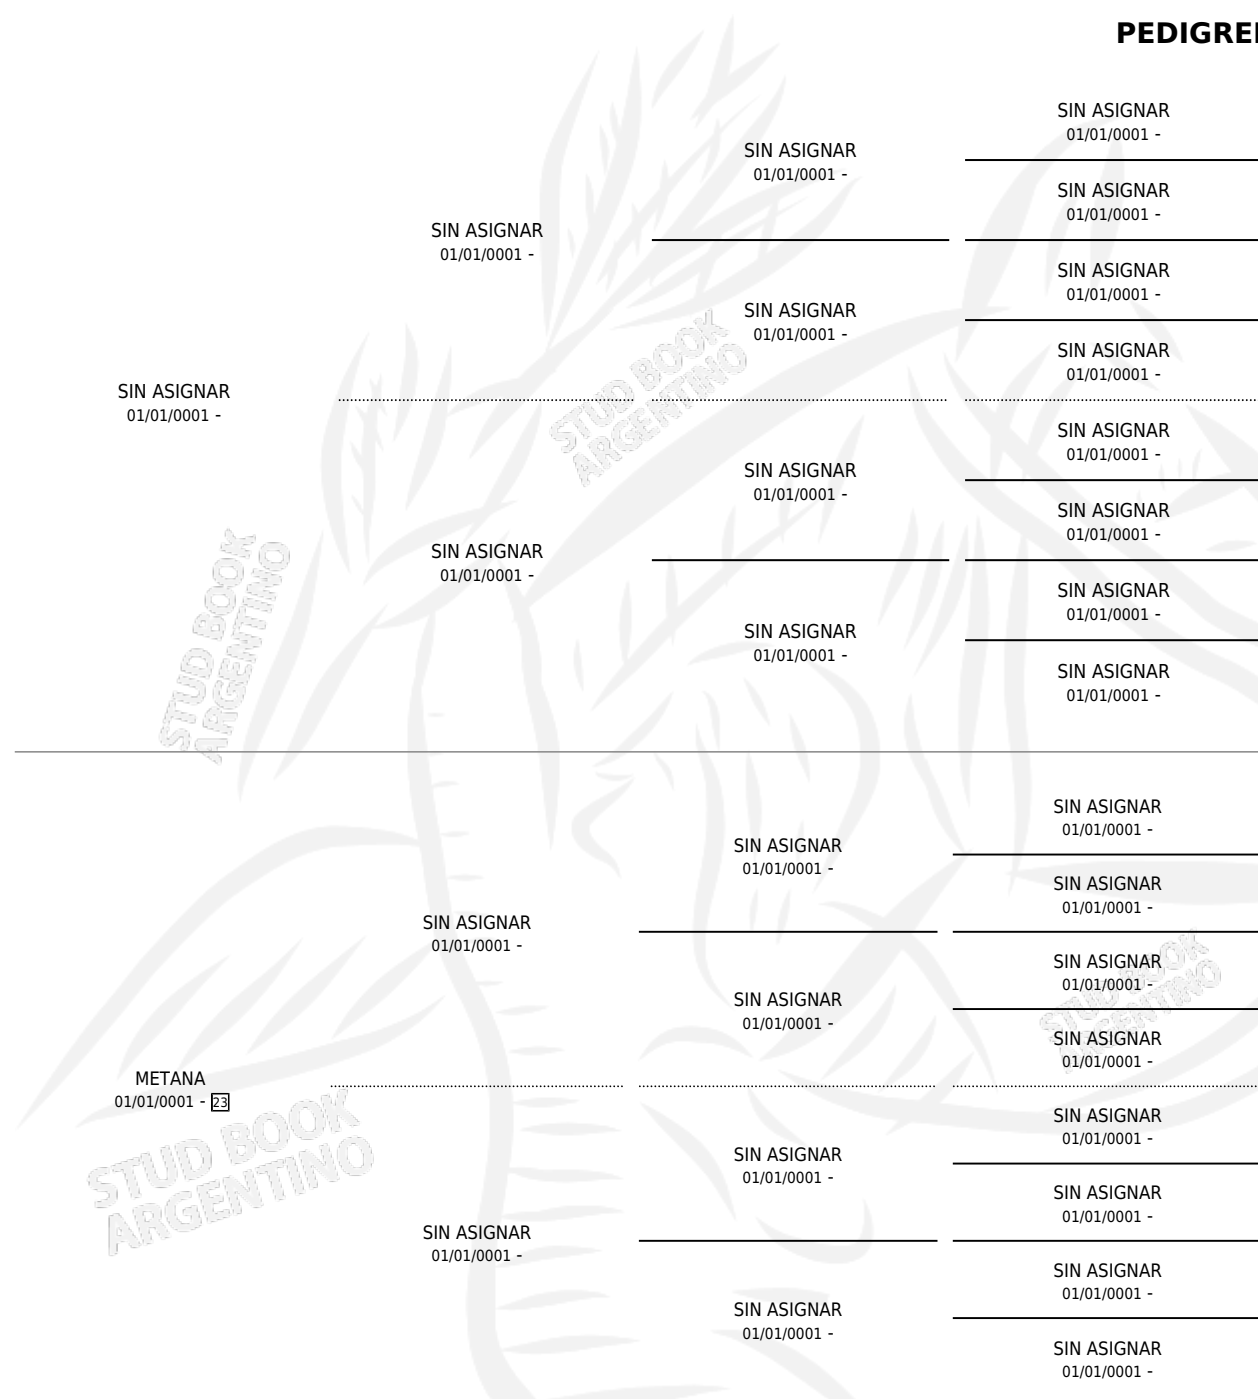 PEDIGREE
SIN ASIGNAR
01/01/0001 -
SIN ASIGNAR
01/01/0001 -
SIN ASIGNAR
01/01/0001 -
SIN ASIGNAR
01/01/0001 -
SIN ASIGNAR
01/01/0001 -
SIN ASIGNAR
01/01/0001 -
SIN ASIGNAR
01/01/0001 -
SIN ASIGNAR
01/01/0001 -
SIN ASIGNAR
01/01/0001 -
SIN ASIGNAR
01/01/0001 -
SIN ASIGNAR
01/01/0001 -
SIN ASIGNAR
01/01/0001 -
SIN ASIGNAR
01/01/0001 -
SIN ASIGNAR
01/01/0001 -
SIN ASIGNAR
01/01/0001 -
STUD BOOK
ARGENTINO
STUD BOOK
ARGENTINO
SIN ASIGNAR
01/01/0001 -
SIN ASIGNAR
01/01/0001 -
SIN ASIGNAR
01/01/0001 -
SIN ASIGNAR
01/01/0001 -
SIN ASIGNAR
01/01/0001 -
SIN ASIGNAR
01/01/0001 -
SIN ASIGNAR
01/01/0001 -
METANA
01/01/0001 - 23
SIN ASIGNAR
01/01/0001 -
SIN ASIGNAR
01/01/0001 -
SIN ASIGNAR
01/01/0001 -
SIN ASIGNAR
01/01/0001 -
SIN ASIGNAR
01/01/0001 -
SIN ASIGNAR
01/01/0001 -
SIN ASIGNAR
01/01/0001 -
STUD BOOK
ARGENTINO
STUD BOOK
ARGENTINO